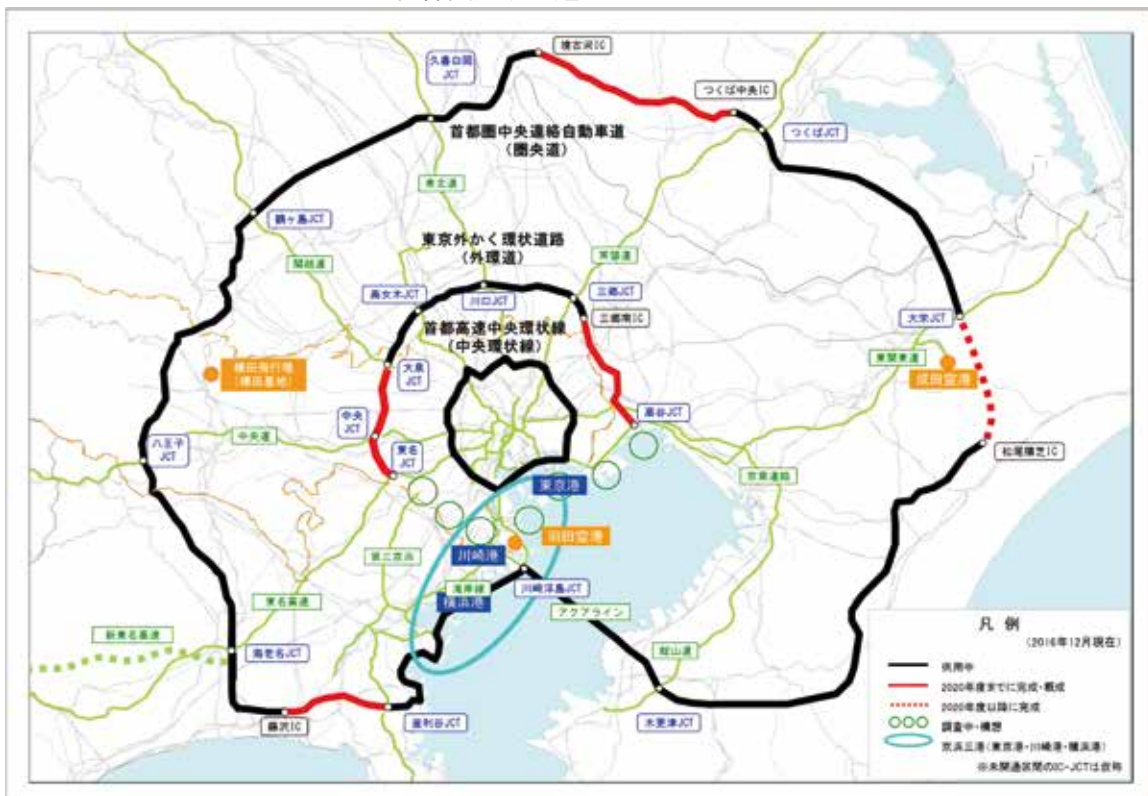 境古河IC
久喜白岡
JCT
つくば中央IC
つくばJCT
首都圏中央連絡自動車道
(圏央道)
東北道
鶴ヶ島JCT
東京外かく環状道路
(外環道)
常磐道
関越道
高女木JCT
川口JCT
三郷JCT
三郷南IC
大栄JCT
首都高速中央環状線
(中央環状線)
東関東道
成田空港
横田飛行場
(横田基地)
大泉
JCT
中央
JCT
高谷JCT
中央道
八王子
JCT
東名
JCT
松尾横芝IC
京葉道路
東京港
羽田空港
第三京浜
川崎港
湾岸線
川崎浮島JCT
横浜港
アクアライン
東名高速
新東名高速
海老名JCT
館山道
藤沢IC
釜利谷JCT
木更津JCT
凡例
(2016年12月現在)
供用中
2020年度までに完成・概成
2020年度以降に完成
調査中・構想
京浜三港(東京港・川崎港・横浜港)
※未開通区間のIC・JCTは仮称